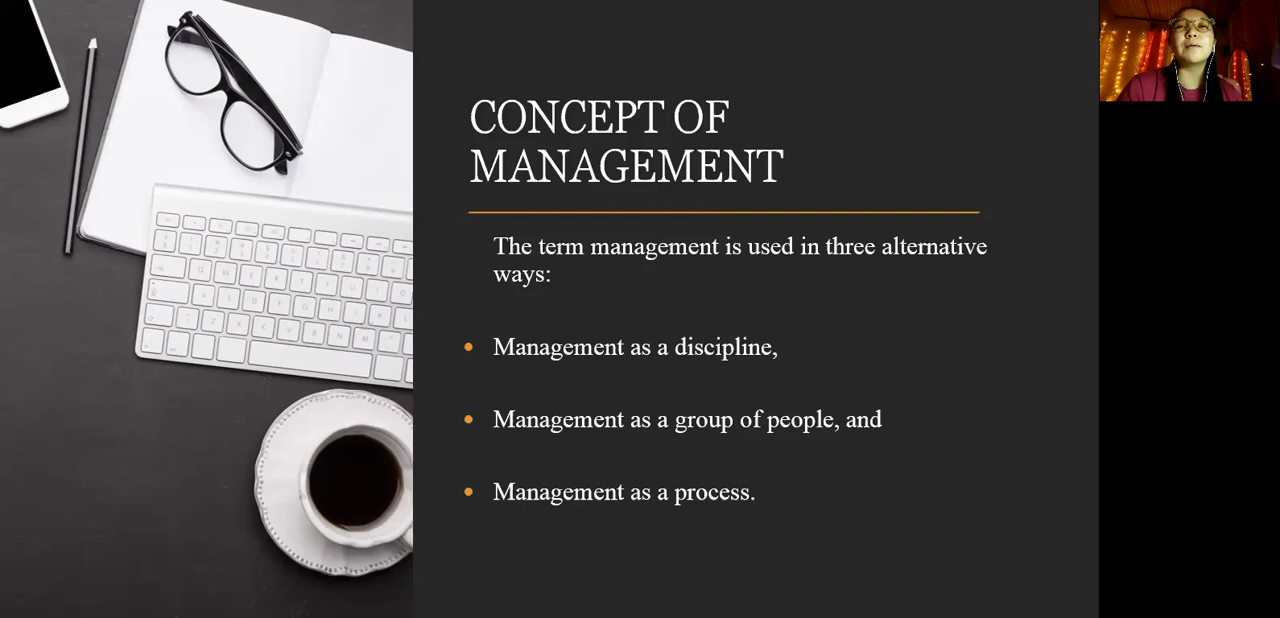 CONCEPT OF
MANAGEMENT
The term management is used in three alternative
ways:
• Management as a discipline,
• Management as a group of people, and
• Management as a process.